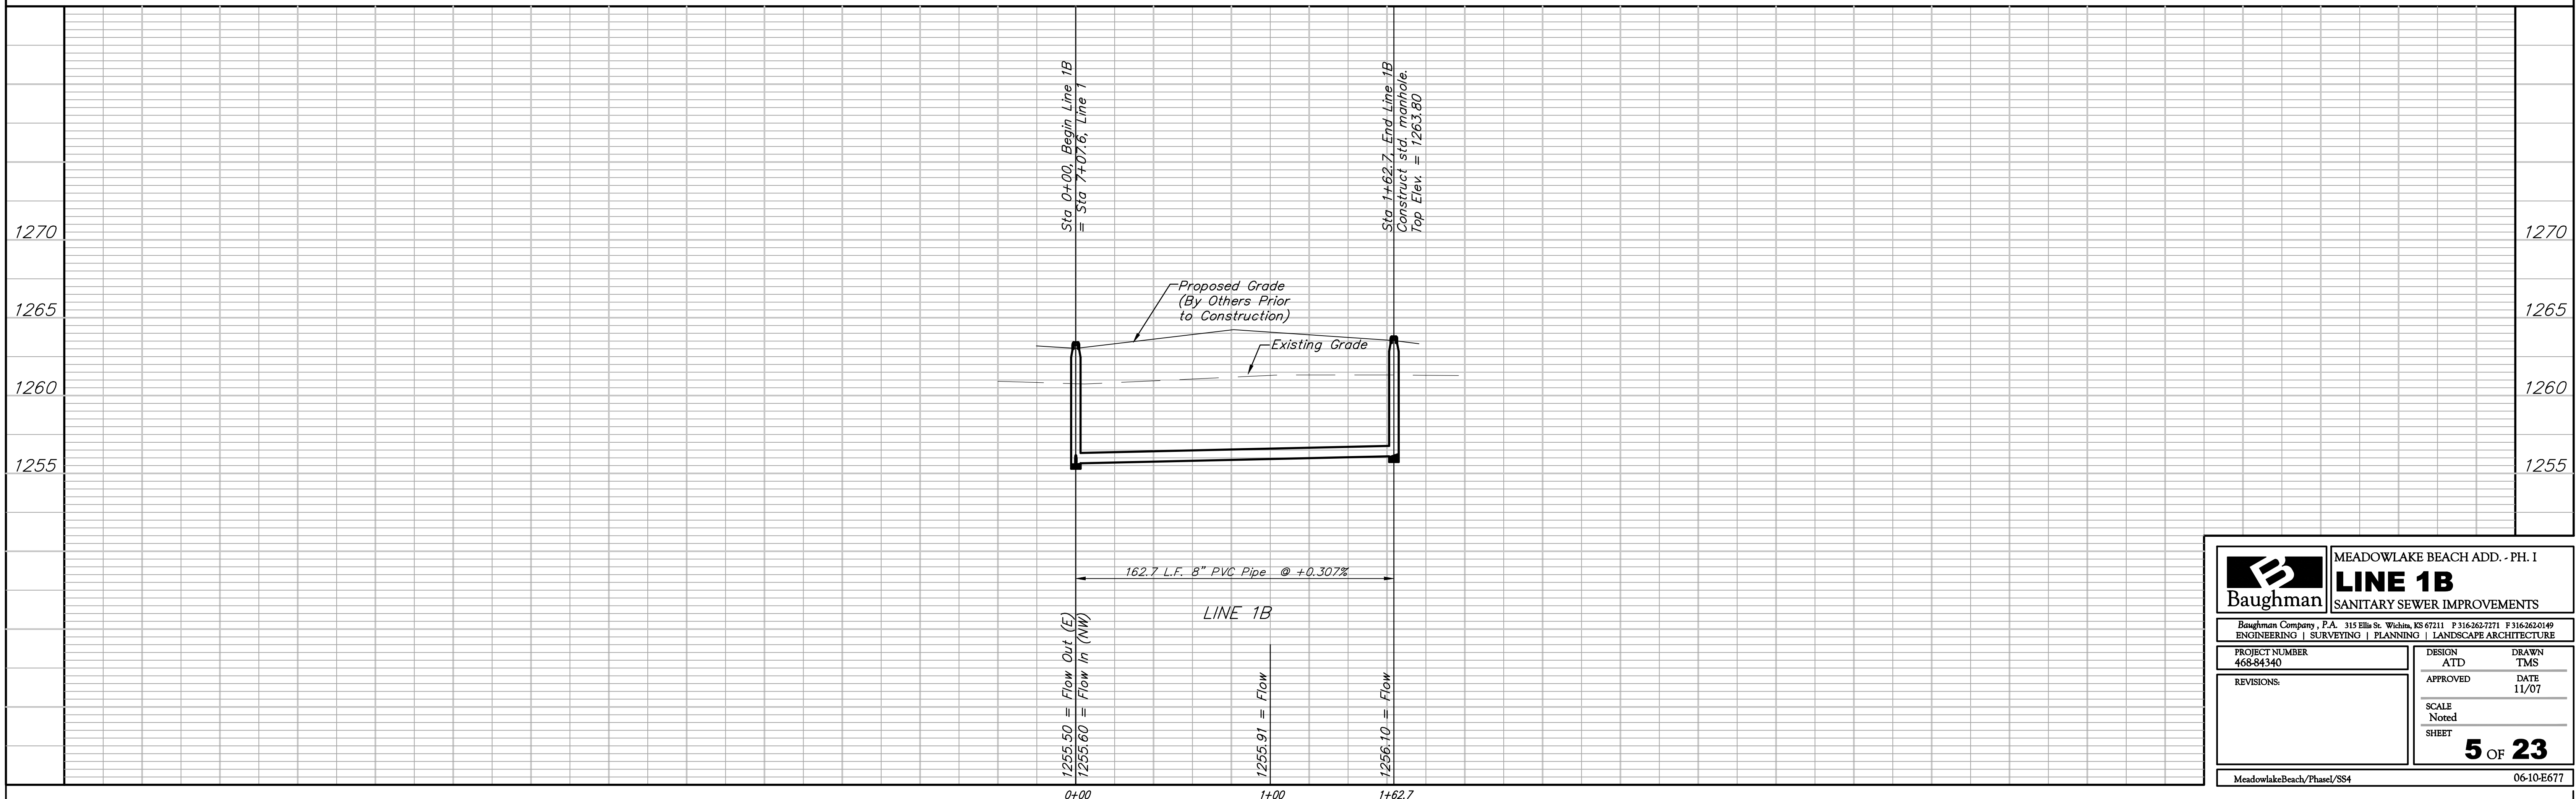 Sta 0+00, Begin Line 1B
= Sta 7+07.6, Line 1
Sta 1+62.7, End Line 1B
Construct std. manhole.
Top Elev. = 1263.80
1270
1270
1265
1265
1260
1260
1255
1255
Proposed Grade
(By Others Prior
to Construction)
Existing Grade
162.7 L.F. 8" PVC Pipe @ +0.307%
LINE 1B
1255.50 = Flow Out (E)
1255.60 = Flow In (NW)
1255.91 = Flow
1256.10 = Flow
0+00
1+00
1+62.7
B
Baughman
MEADOWLAKE BEACH ADD. - PH. I
LINE 1B
SANITARY SEWER IMPROVEMENTS
Baughman Company, P.A. 315 Ellis St. Wichita, KS 67211 P 316-262-7271 F 316-262-0149
ENGINEERING | SURVEYING | PLANNING | LANDSCAPE ARCHITECTURE
PROJECT NUMBER
468-84340
REVISIONS:
DESIGN
ATD
DRAWN
TMS
APPROVED
DATE
11/07
SCALE
Noted
SHEET
5 OF 23
MeadowlakeBeach/PhaseI/SS4
06-10-E677